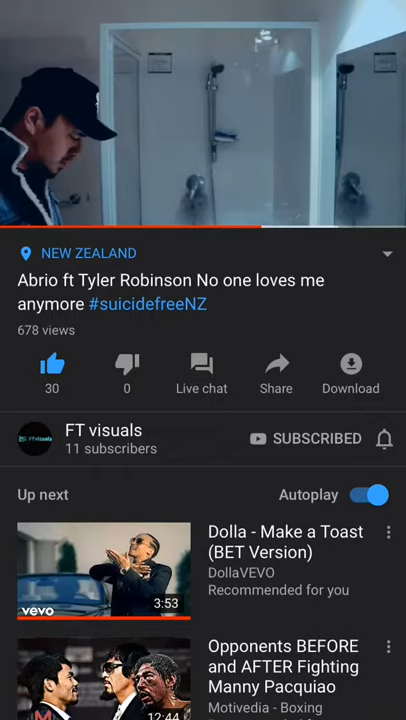 NEW ZEALAND
Abrio ft Tyler Robinson No one loves me
anymore #suicidefreeNZ
678 views
30
0
Live chat
Share
Download
FT visuals
FTvisuals
11 subscribers
SUBSCRIBED
Up next
Autoplay
Dolla - Make a Toast
(BET Version)
DollaVEVO
Recommended for you
vevo
3:53
Opponents BEFORE
and AFTER Fighting
Manny Pacquiao
Motivedia - Boxing
M
12:44